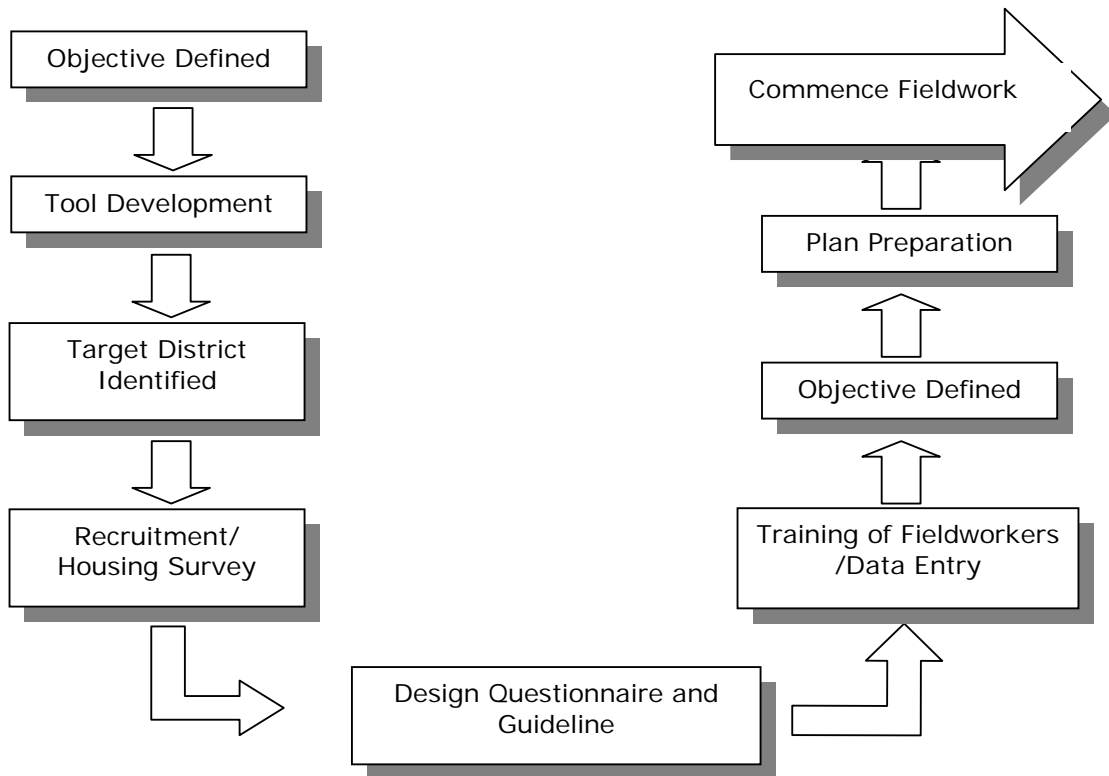 Objective Defined
Tool Development
Target District
Identified
Recruitment/
Housing Survey
Design Questionnaire and
Guideline
Training of Fieldworkers
/Data Entry
Objective Defined
Plan Preparation
Commence Fieldwork